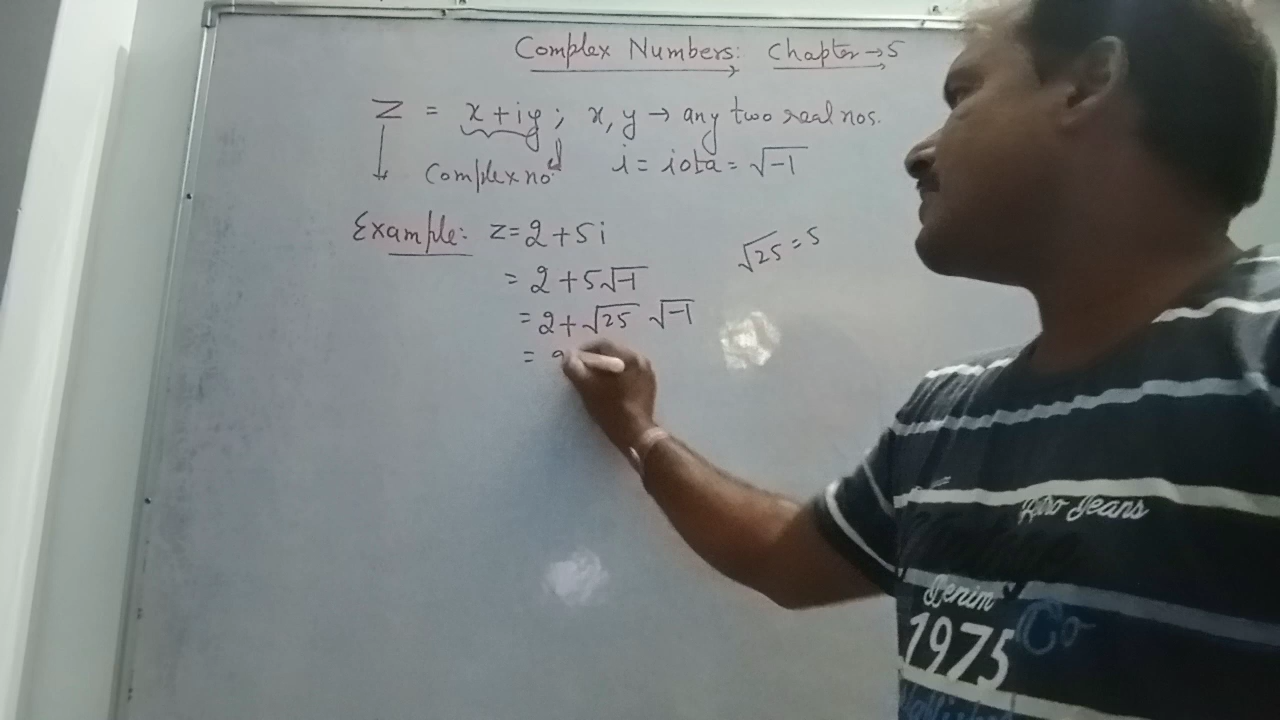 Complex Numbers: Chapter → 5
Z = x + iy ; x, y → any two real nos.
Complex no. i = iota = √-1
Example: Z = 2 + 5i
= 2 + 5√-1
√25 = 5
= 2 + √25 √-1
= 2
Retro Jeans
Denim
Co
1975